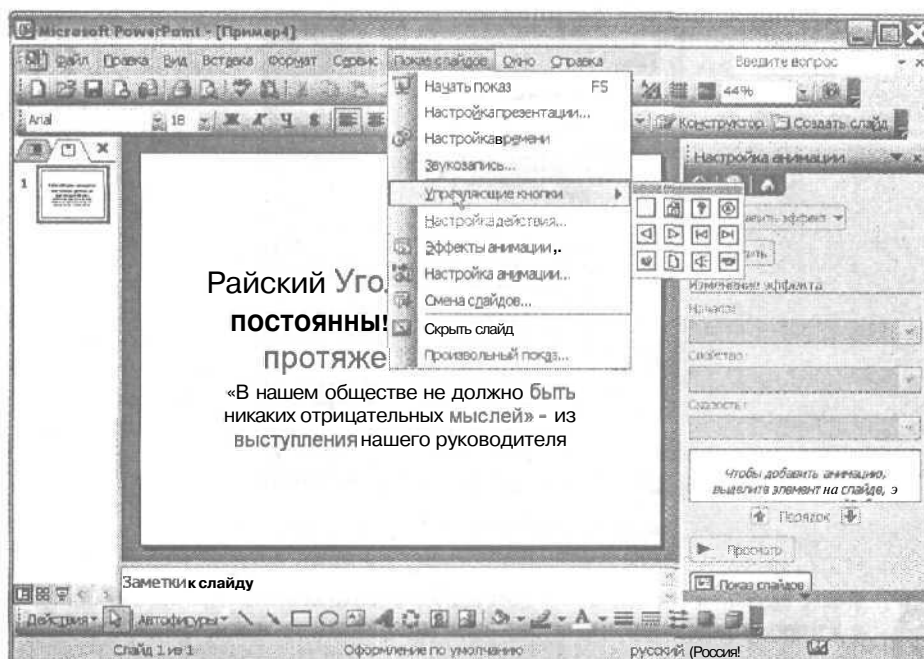 Microsoft PowerPoint - [Пример4]
Файл Правка Вид Вставка Формат Сервис Показ слайдов Окно Справка Введите вопрос
44%
Arial 18 Ж К Ч S Конструктор Создать слайд
Начать показ F5
Настройка презентации...
Настройка времени
Звукозапись...
Управляющие кнопки
Настройка действия...
Эффекты анимации..
Настройка анимации...
Смена слайдов...
Скрыть слайд
Произвольный показ...
1
Райский Уго
постоянны!
протяже
«В нашем обществе не должно быть
никаких отрицательных мыслей» - из
выступления нашего руководителя
Настройка анимации
эффект
Изменение эффекта
Начало:
Свойство:
Скорость:
Чтобы добавить анимацию,
выделите элемент на слайде, э
Порядок
Просмотр
Показ слайдов
Заметки к слайду
Действия Автофигуры
Слайд 1 из 1 Оформление по умолчанию русский (Россия!